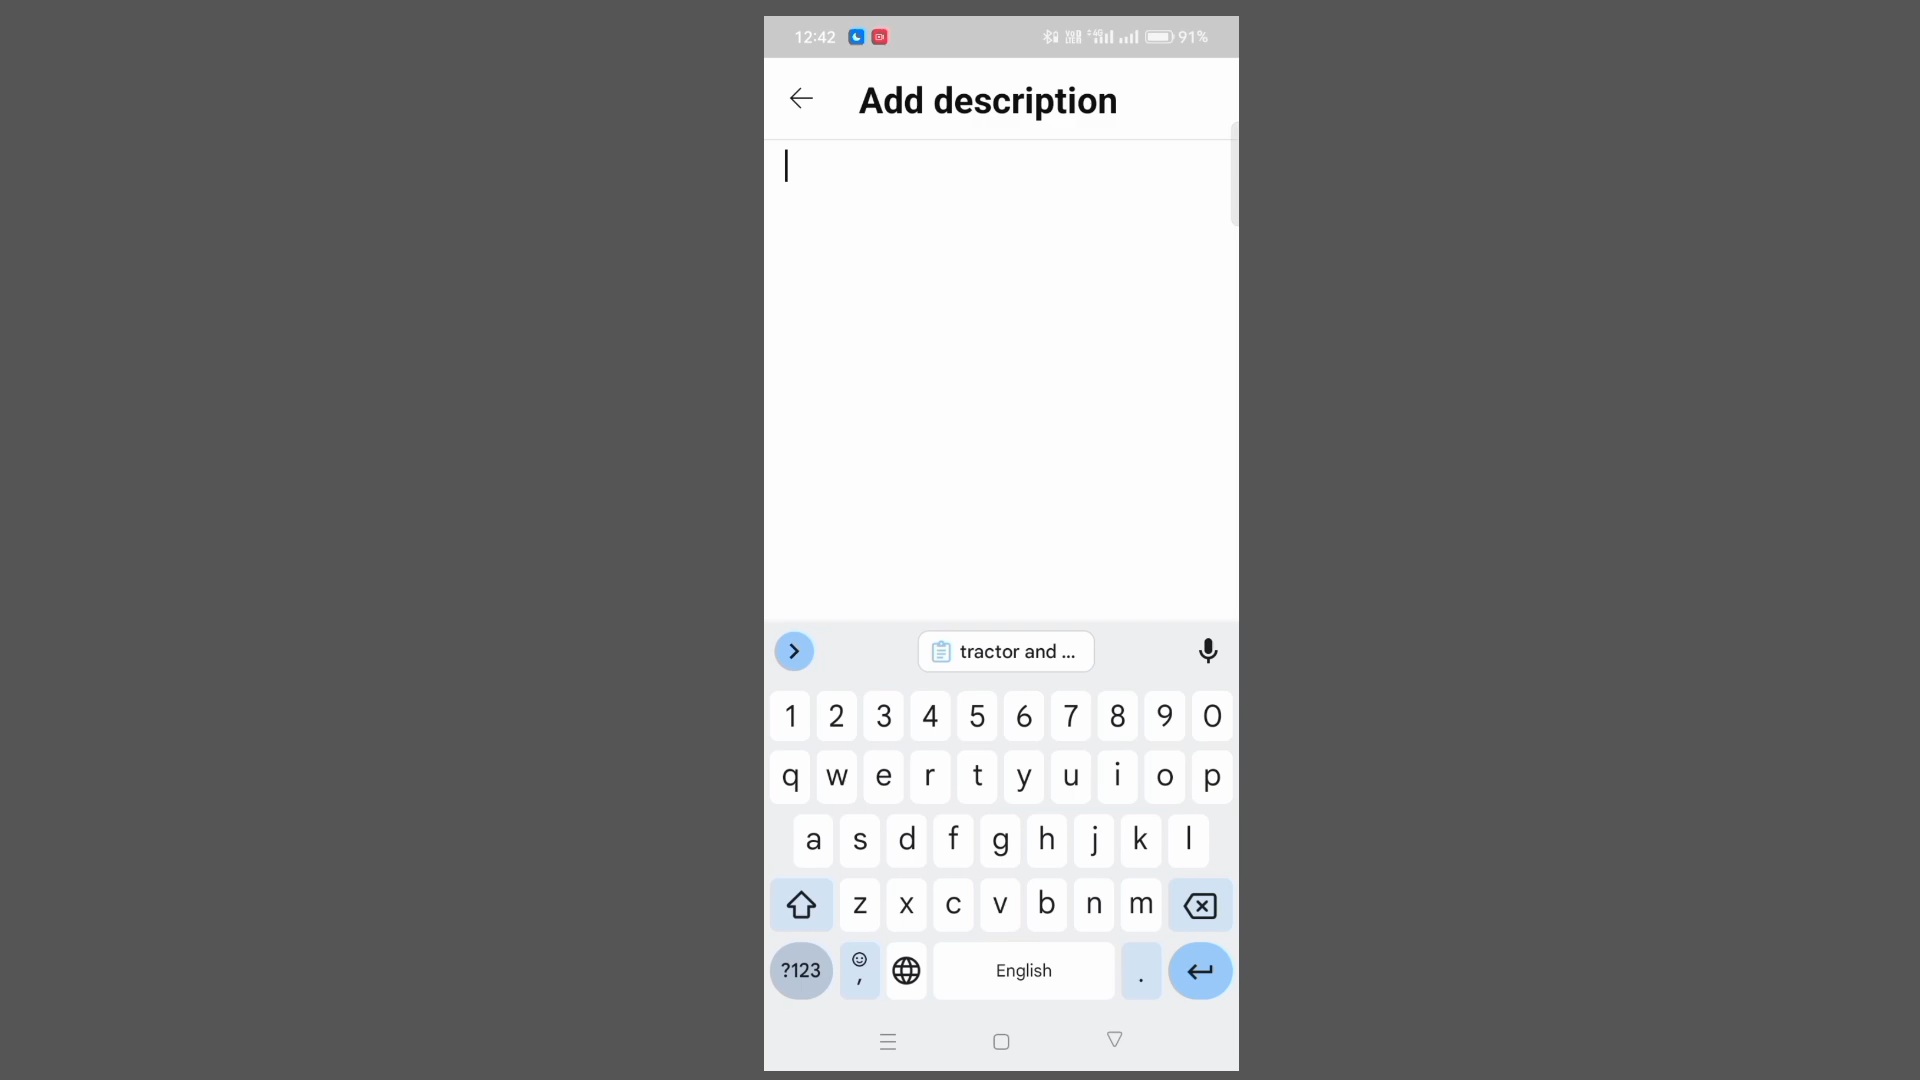 12:42 91%
Add description
tractor and ...
1 2 3 4 5 6 7 8 9 0
q w e r t y u i o p
a s d f g h j k l
z x c v b n m
?123 , English .